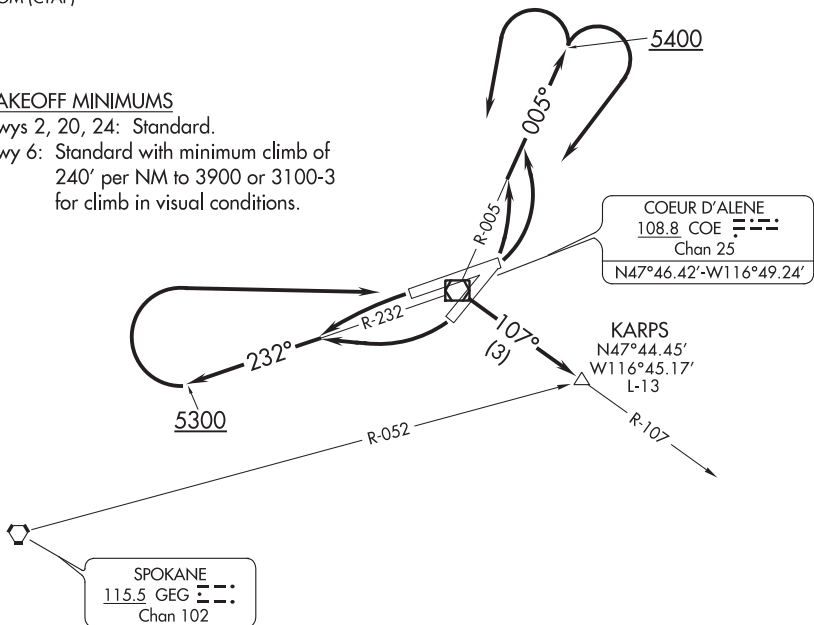 5400
AKEOFF MINIMUMS
wys 2, 20, 24: Standard.
wy 6: Standard with minimum climb of
240' per NM to 3900 or 3100-3
for climb in visual conditions.
005°
R-005
COEUR D'ALENE
108.8 COE
Chan 25
N47°46.42'-W116°49.24'
R-232
232°
107°
(3)
KARPS
N47°44.45'
W116°45.17'
L-13
5300
R-052
R-107
SPOKANE
115.5 GEG
Chan 102